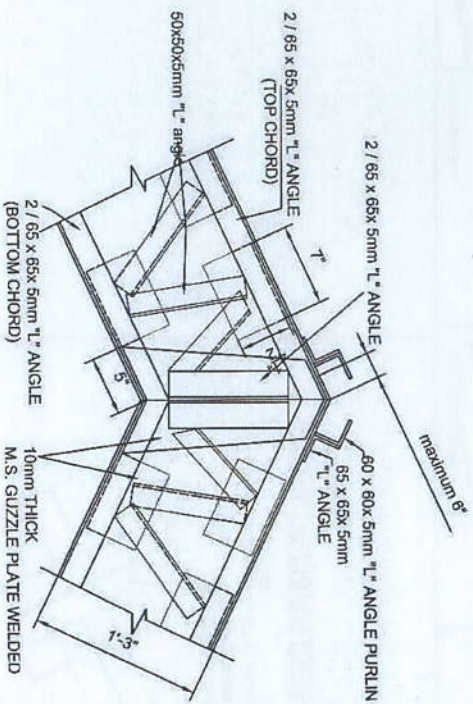 maximum 6"
2 / 65 x 65x 5mm "L" ANGLE
60 x 60x 5mm "L" ANGLE PURLIN
65 x 65x 5mm
"L" ANGLE
2 / 65 x 65x 5mm "L" ANGLE
(TOP CHORD)
7"
50x50x5mm "L" angle
5"
1'-3"
2 / 65 x 65x 5mm "L" ANGLE
(BOTTOM CHORD)
10mm THICK
M.S. GUZZLE PLATE WELDED